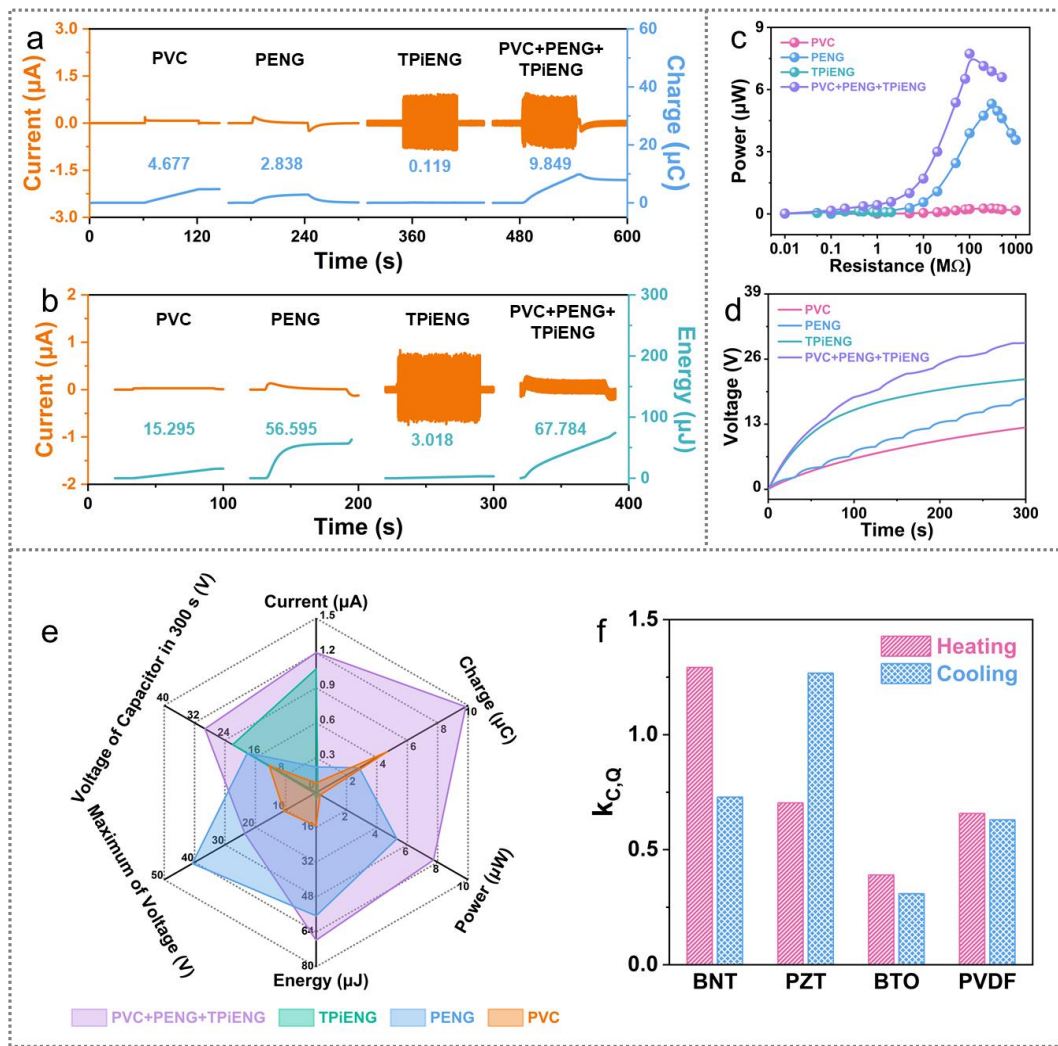 a
3.0
1.5
0.0
-1.5
-3.0
Current (µA)
PVC
PENG
TPiENG
PVC+PENG+
TPiENG
4.677
2.838
0.119
9.849
60
40
20
0
Charge (µC)
0
120
240
360
480
600
Time (s)
b
2
1
0
-1
-2
Current (µA)
PVC
PENG
TPiENG
PVC+PENG+
TPiENG
15.295
56.595
3.018
67.784
300
200
100
0
Energy (µJ)
0
100
200
300
400
Time (s)
c
9
6
3
0
Power (µW)
PVC
PENG
TPiENG
PVC+PENG+TPiENG
0.01
0.1
1
10
100
1000
Resistance (MΩ)
d
39
26
13
0
Voltage (V)
PVC
PENG
TPiENG
PVC+PENG+TPiENG
0
100
200
300
Time (s)
e
Current (µA)
1.5
1.2
0.9
0.6
0.3
Charge (µC)
10
8
6
4
2
Power (µW)
10
8
6
4
2
Energy (µJ)
80
64
48
32
16
Maximum of Voltage (V)
50
40
30
20
10
Voltage of Capacitor in 300 s (V)
40
32
24
16
8
0
PVC+PENG+TPiENG
TPiENG
PENG
PVC
f
1.5
1.0
0.5
0.0
kC,Q
Heating
Cooling
BNT
PZT
BTO
PVDF